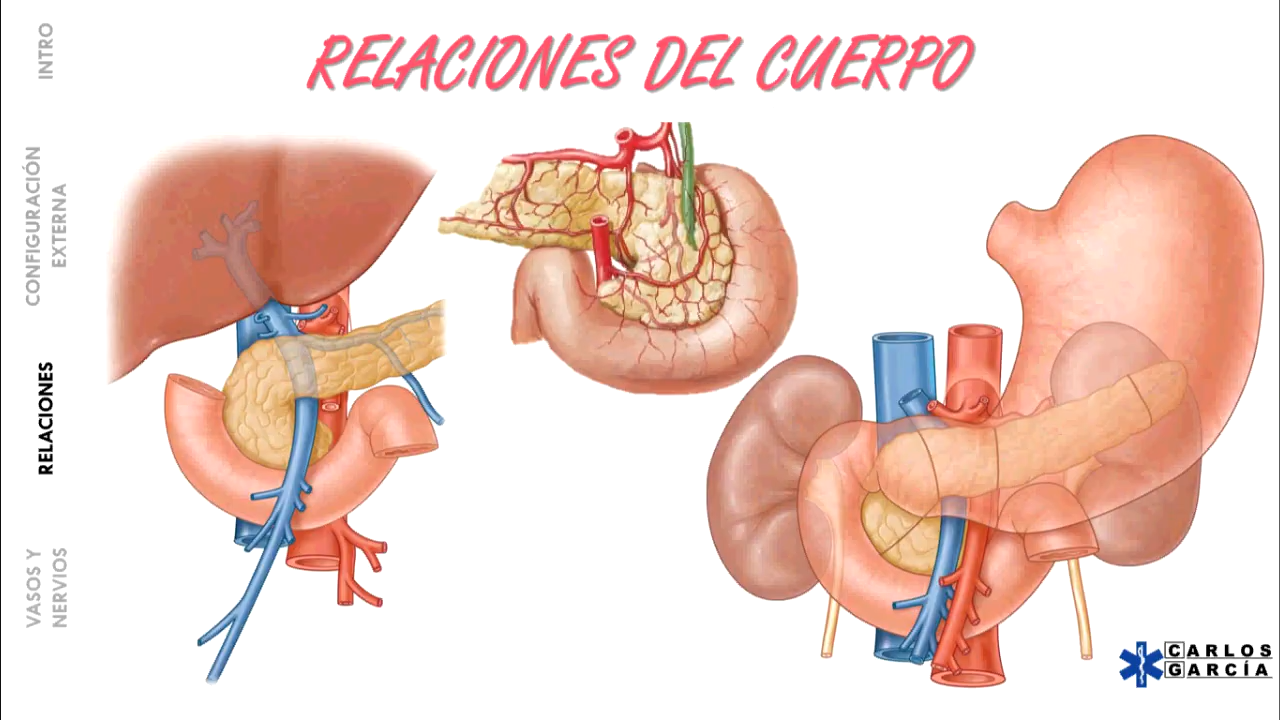 RELACIONES DEL CUERPO
INTRO
CONFIGURACIÓN
EXTERNA
RELACIONES
VASOS Y
NERVIOS
CARLOS
GARCÍA